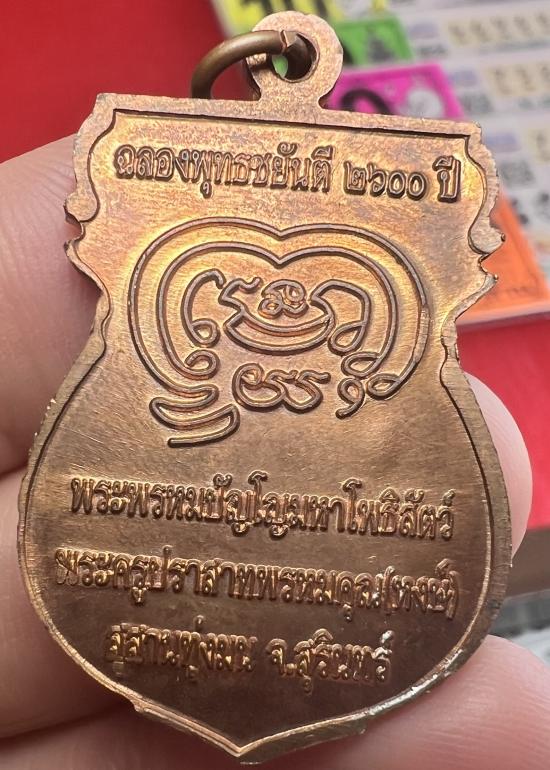 ฉลองพุทธชยันตี ๒๖๐๐ ปี
พระพรหมปัญโญมหาโพธิสัตว์
พระครูปราสาทพรหมคุณ(หงษ์)
สุสานทุ่งมน จ.สุรินทร์